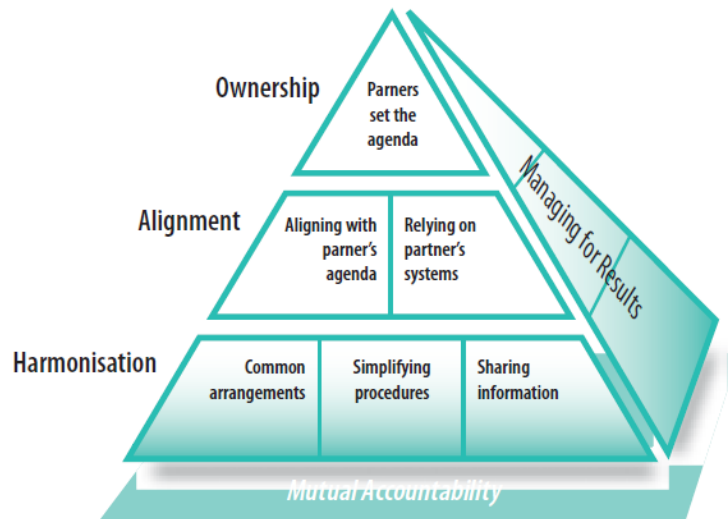 Ownership
Parners
set the
agenda
Managing for Results
Alignment
Aligning with
parner's
agenda
Relying on
partner's
systems
Harmonisation
Common
arrangements
Simplifying
procedures
Sharing
information
Mutual Accountability